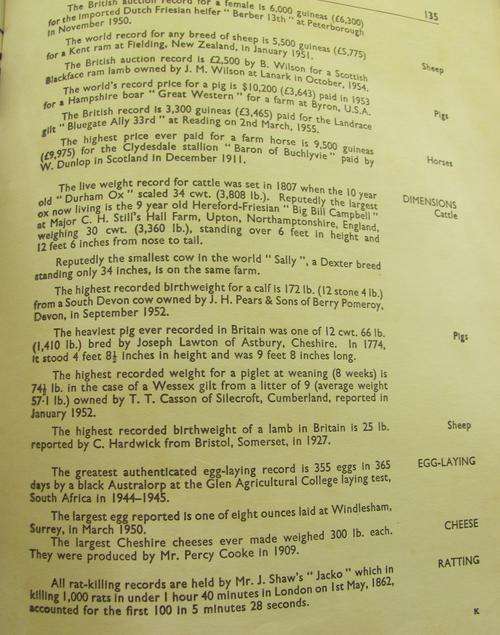 135
The British auction record for a female is 6,000 guineas (£6,300)
for the imported Dutch Friesian heifer " Berber 13th " at Peterborough
in November 1950.
The world record for any breed of sheep is 5,500 guineas (£5,775)
for a Kent ram at Fielding, New Zealand, in January 1951.
Sheep
The British auction record is £2,500 by B. Wilson for a Scottish
Blackface ram lamb owned by J. M. Wilson at Lanark in October, 1954.
The world's record price for a pig is $10,200 (£3,643) paid in 1953
for a Hampshire boar " Great Western " for a farm at Byron, U.S.A.
Pigs
The British record is 3,300 guineas (£3,465) paid for the Landrace
gilt " Bluegate Ally 33rd " at Reading on 2nd March, 1955.
The highest price ever paid for a farm horse is 9,500 guineas
(£9,975) for the Clydesdale stallion " Baron of Buchlyvie " paid by
W. Dunlop in Scotland in December 1911.
Horses
The live weight record for cattle was set in 1807 when the 10 year
old " Durham Ox " scaled 34 cwt. (3,808 lb.). Reputedly the largest
ox now living is the 9 year old Hereford-Friesian " Big Bill Campbell "
at Major C. H. Still's Hall Farm, Upton, Northamptonshire, England,
weighing 30 cwt. (3,360 lb.), standing over 6 feet in height and
12 feet 6 inches from nose to tail.
DIMENSIONS
Cattle
Reputedly the smallest cow in the world " Sally ", a Dexter breed
standing only 34 inches, is on the same farm.
The highest recorded birthweight for a calf is 172 lb. (12 stone 4 lb.)
from a South Devon cow owned by J. H. Pears & Sons of Berry Pomeroy,
Devon, in September 1952.
The heaviest pig ever recorded in Britain was one of 12 cwt. 66 lb.
(1,410 lb.) bred by Joseph Lawton of Astbury, Cheshire. In 1774,
it stood 4 feet 8½ inches in height and was 9 feet 8 inches long.
Pigs
The highest recorded weight for a piglet at weaning (8 weeks) is
74½ lb. in the case of a Wessex gilt from a litter of 9 (average weight
57·1 lb.) owned by T. T. Casson of Silecroft, Cumberland, reported in
January 1952.
The highest recorded birthweight of a lamb in Britain is 25 lb.
reported by C. Hardwick from Bristol, Somerset, in 1927.
Sheep
The greatest authenticated egg-laying record is 355 eggs in 365
days by a black Australorp at the Glen Agricultural College laying test,
South Africa in 1944–1945.
EGG-LAYING
The largest egg reported is one of eight ounces laid at Windlesham,
Surrey, in March 1950.
The largest Cheshire cheeses ever made weighed 300 lb. each.
They were produced by Mr. Percy Cooke in 1909.
CHEESE
All rat-killing records are held by Mr. J. Shaw's " Jacko " which in
killing 1,000 rats in under 1 hour 40 minutes in London on 1st May, 1862,
accounted for the first 100 in 5 minutes 28 seconds.
RATTING
K